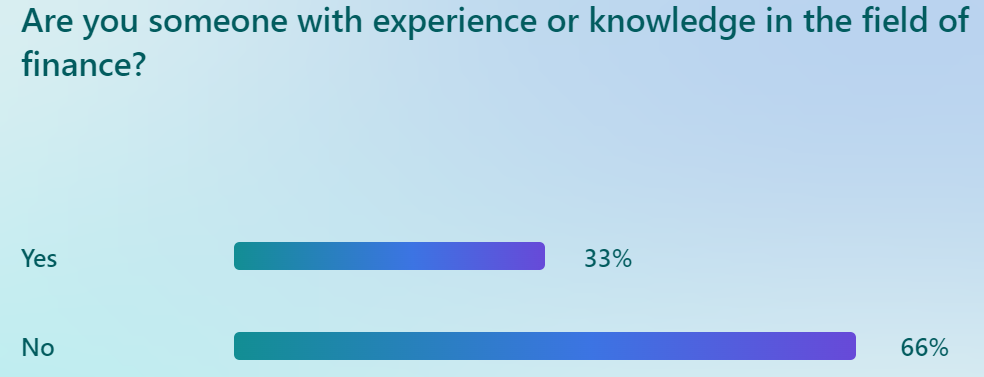 Are you someone with experience or knowledge in the field of
finance?
Yes 33%
No 66%